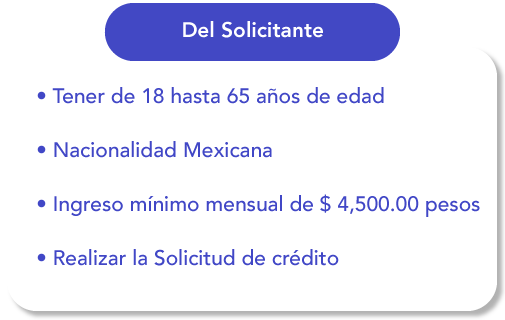 Del Solicitante
• Tener de 18 hasta 65 años de edad
• Nacionalidad Mexicana
• Ingreso mínimo mensual de $ 4,500.00 pesos
• Realizar la Solicitud de crédito